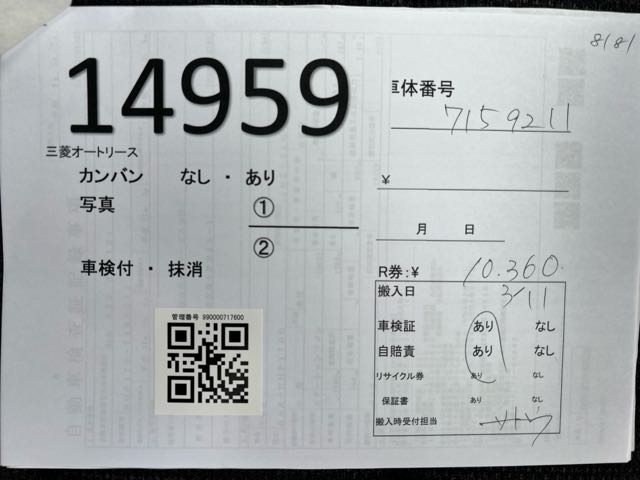 8181
14959
車体番号
7159211
三菱オートリース
カンバン なし ・ あり
¥
写真 ①
②
月 日
車検付 ・ 抹消
R券:¥ 10.360.
搬入日 3/11
管理番号 990000717600
車検証 あり なし
自賠責 あり なし
リサイクル券 あり なし
保証書 あり なし
搬入時受付担当